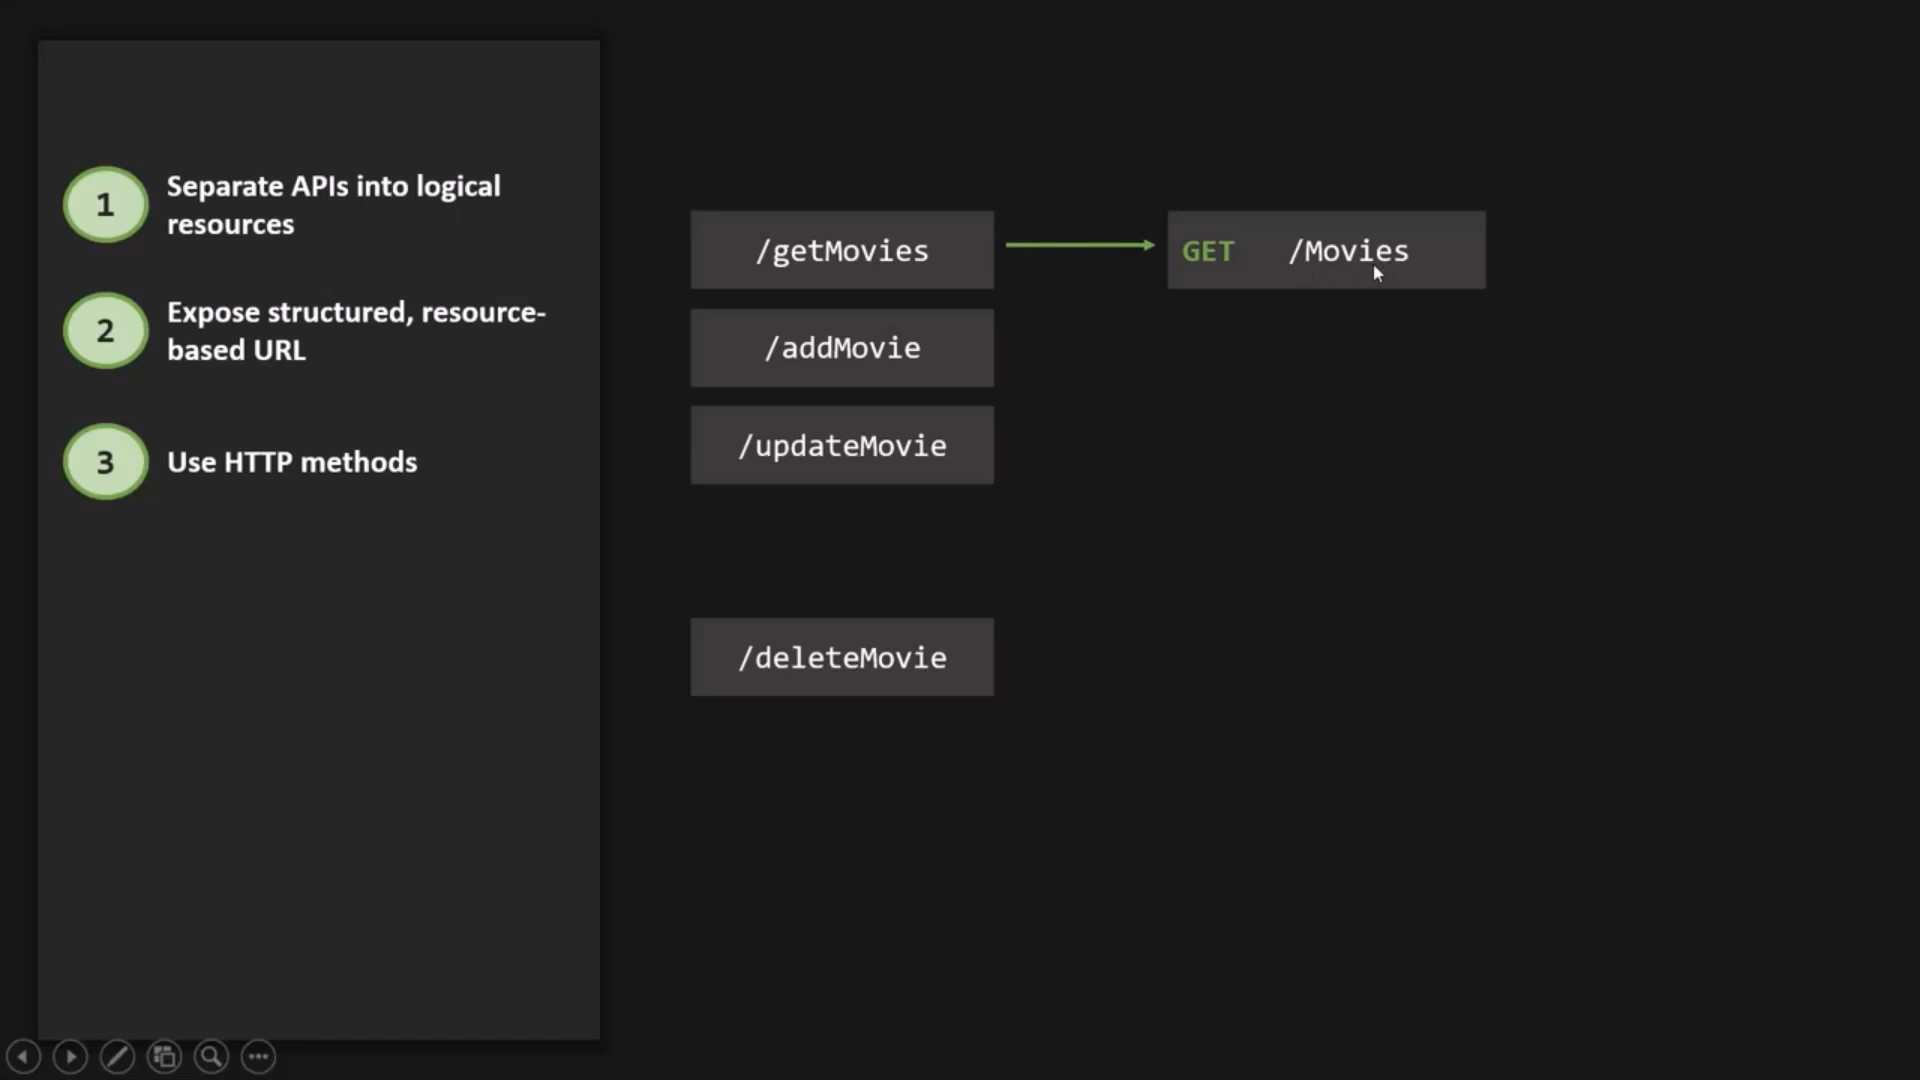 1
Separate APIs into logical
resources
2
Expose structured, resource-
based URL
3
Use HTTP methods
/getMovies
GET /Movies
/addMovie
/updateMovie
/deleteMovie